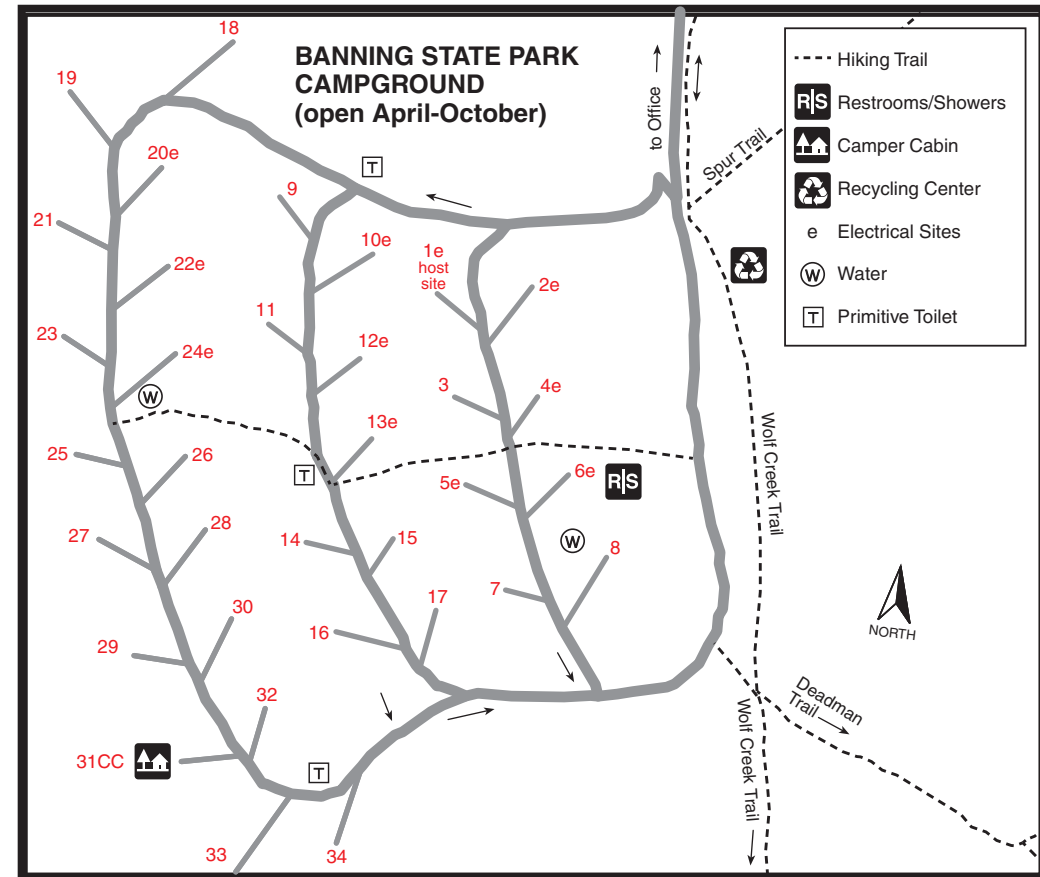 BANNING STATE PARK
CAMPGROUND
(open April-October)
18
19
20e
21
22e
23
24e
W
25
26
27
28
29
30
31CC
32
33
34
T
9
10e
11
12e
13e
T
14
15
16
17
T
1e
host
site
2e
3
4e
5e
6e
R|S
W
7
8
to Office
Spur Trail
Wolf Creek Trail
Wolf Creek Trail
Deadman
Trail
NORTH
Hiking Trail
R|S Restrooms/Showers
Camper Cabin
Recycling Center
e Electrical Sites
W Water
T Primitive Toilet